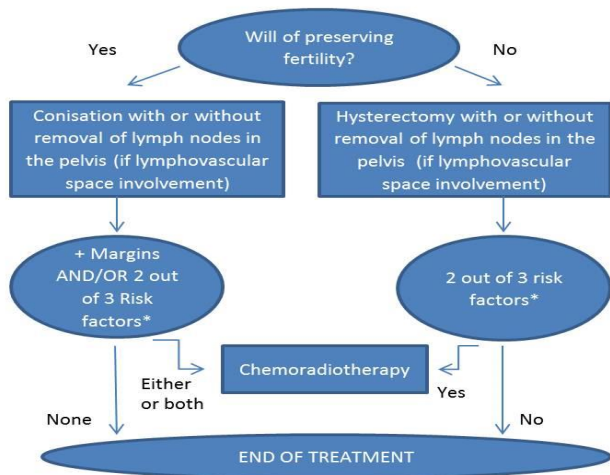 Will of preserving
fertility?
Yes
No
Conisation with or without
removal of lymph nodes in
the pelvis (if lymphovascular
space involvement)
Hysterectomy with or without
removal of lymph nodes in the
pelvis (if lymphovascular
space involvement)
+ Margins
AND/OR 2 out
of 3 Risk
factors*
2 out of 3 risk
factors*
Chemoradiotherapy
Either
or both
Yes
None
No
END OF TREATMENT